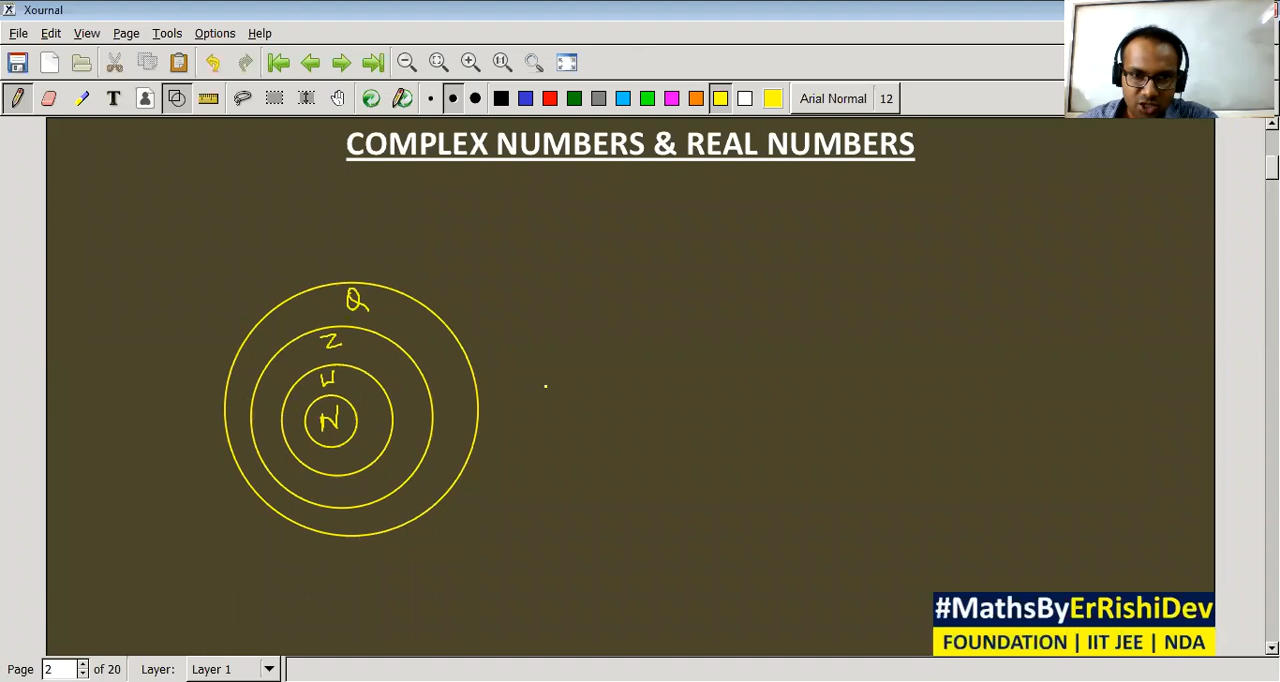 Xournal
File Edit View Page Tools Options Help
Arial Normal 12
COMPLEX NUMBERS & REAL NUMBERS
Q
Z
W
N
#MathsByErRishiDev
FOUNDATION | IIT JEE | NDA
Page 2 of 20 Layer: Layer 1